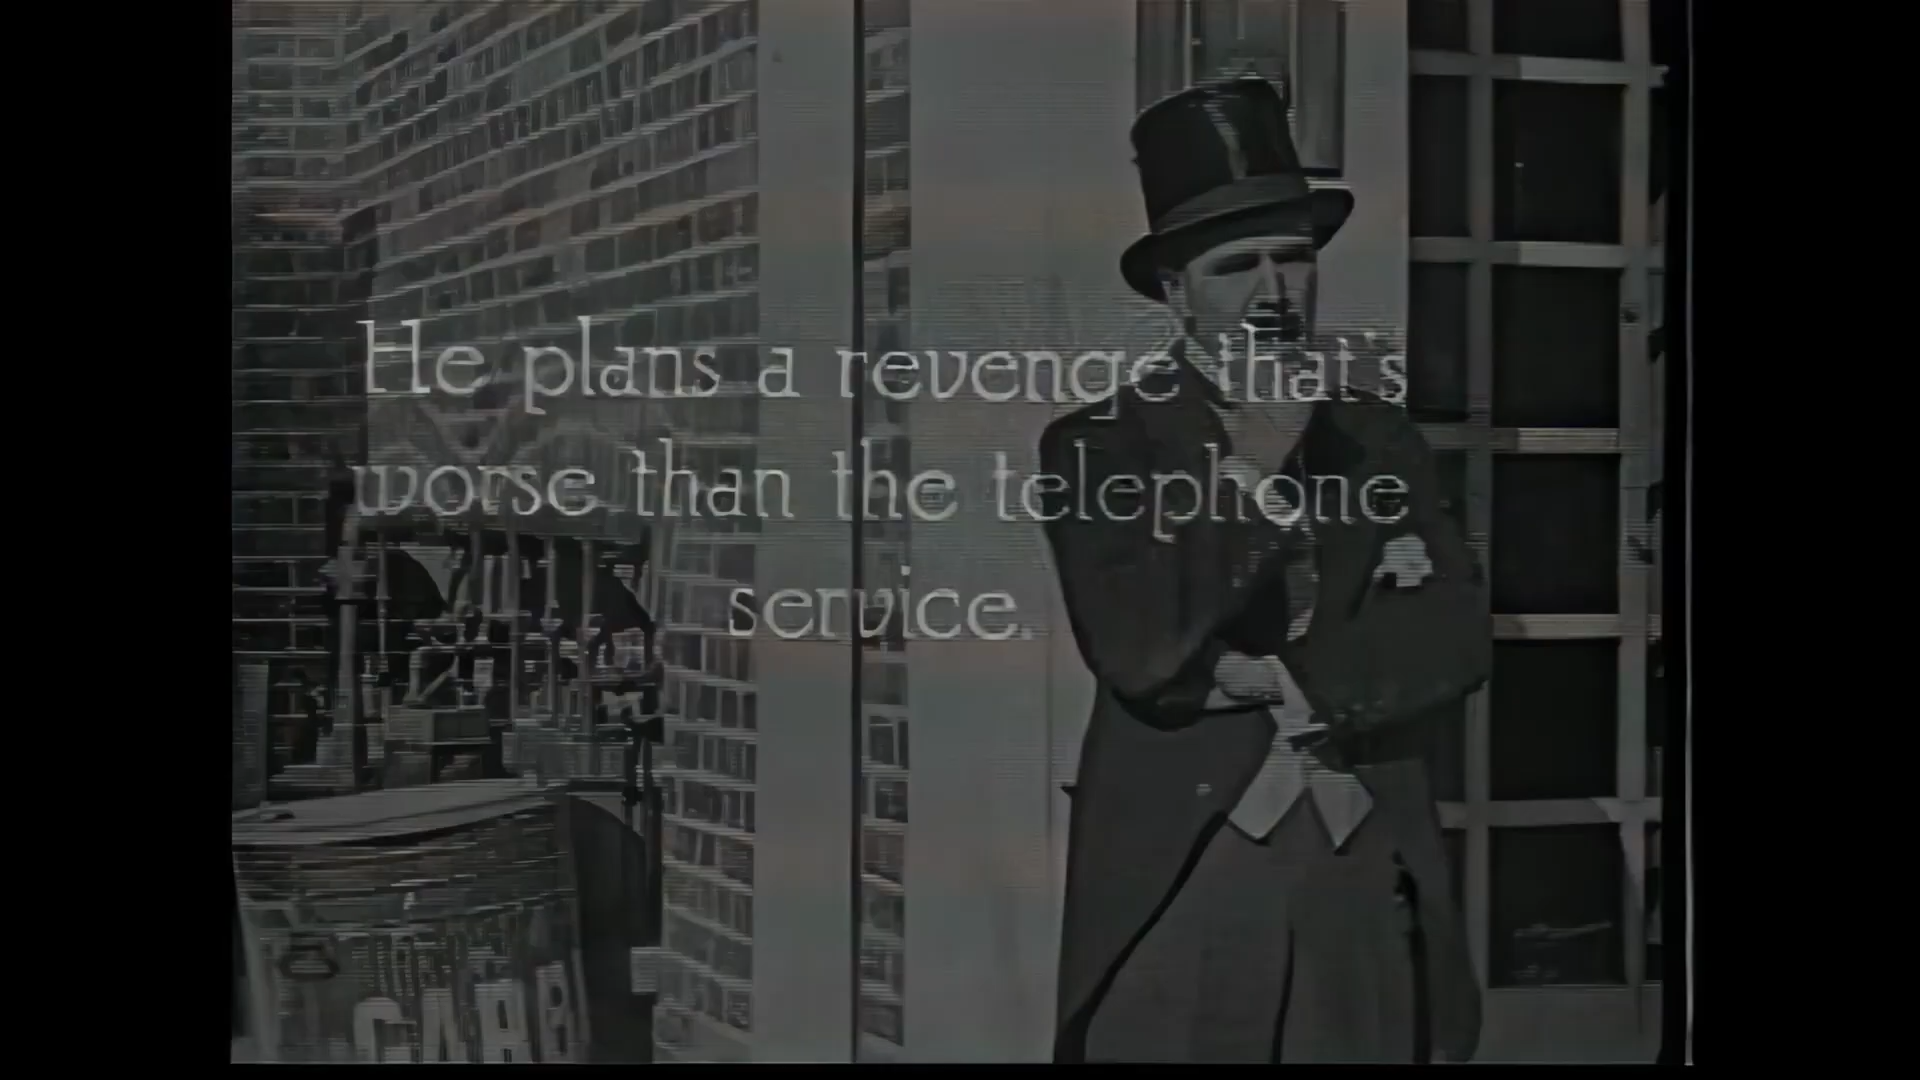 He plans a revenge that's
worse than the telephone
service.